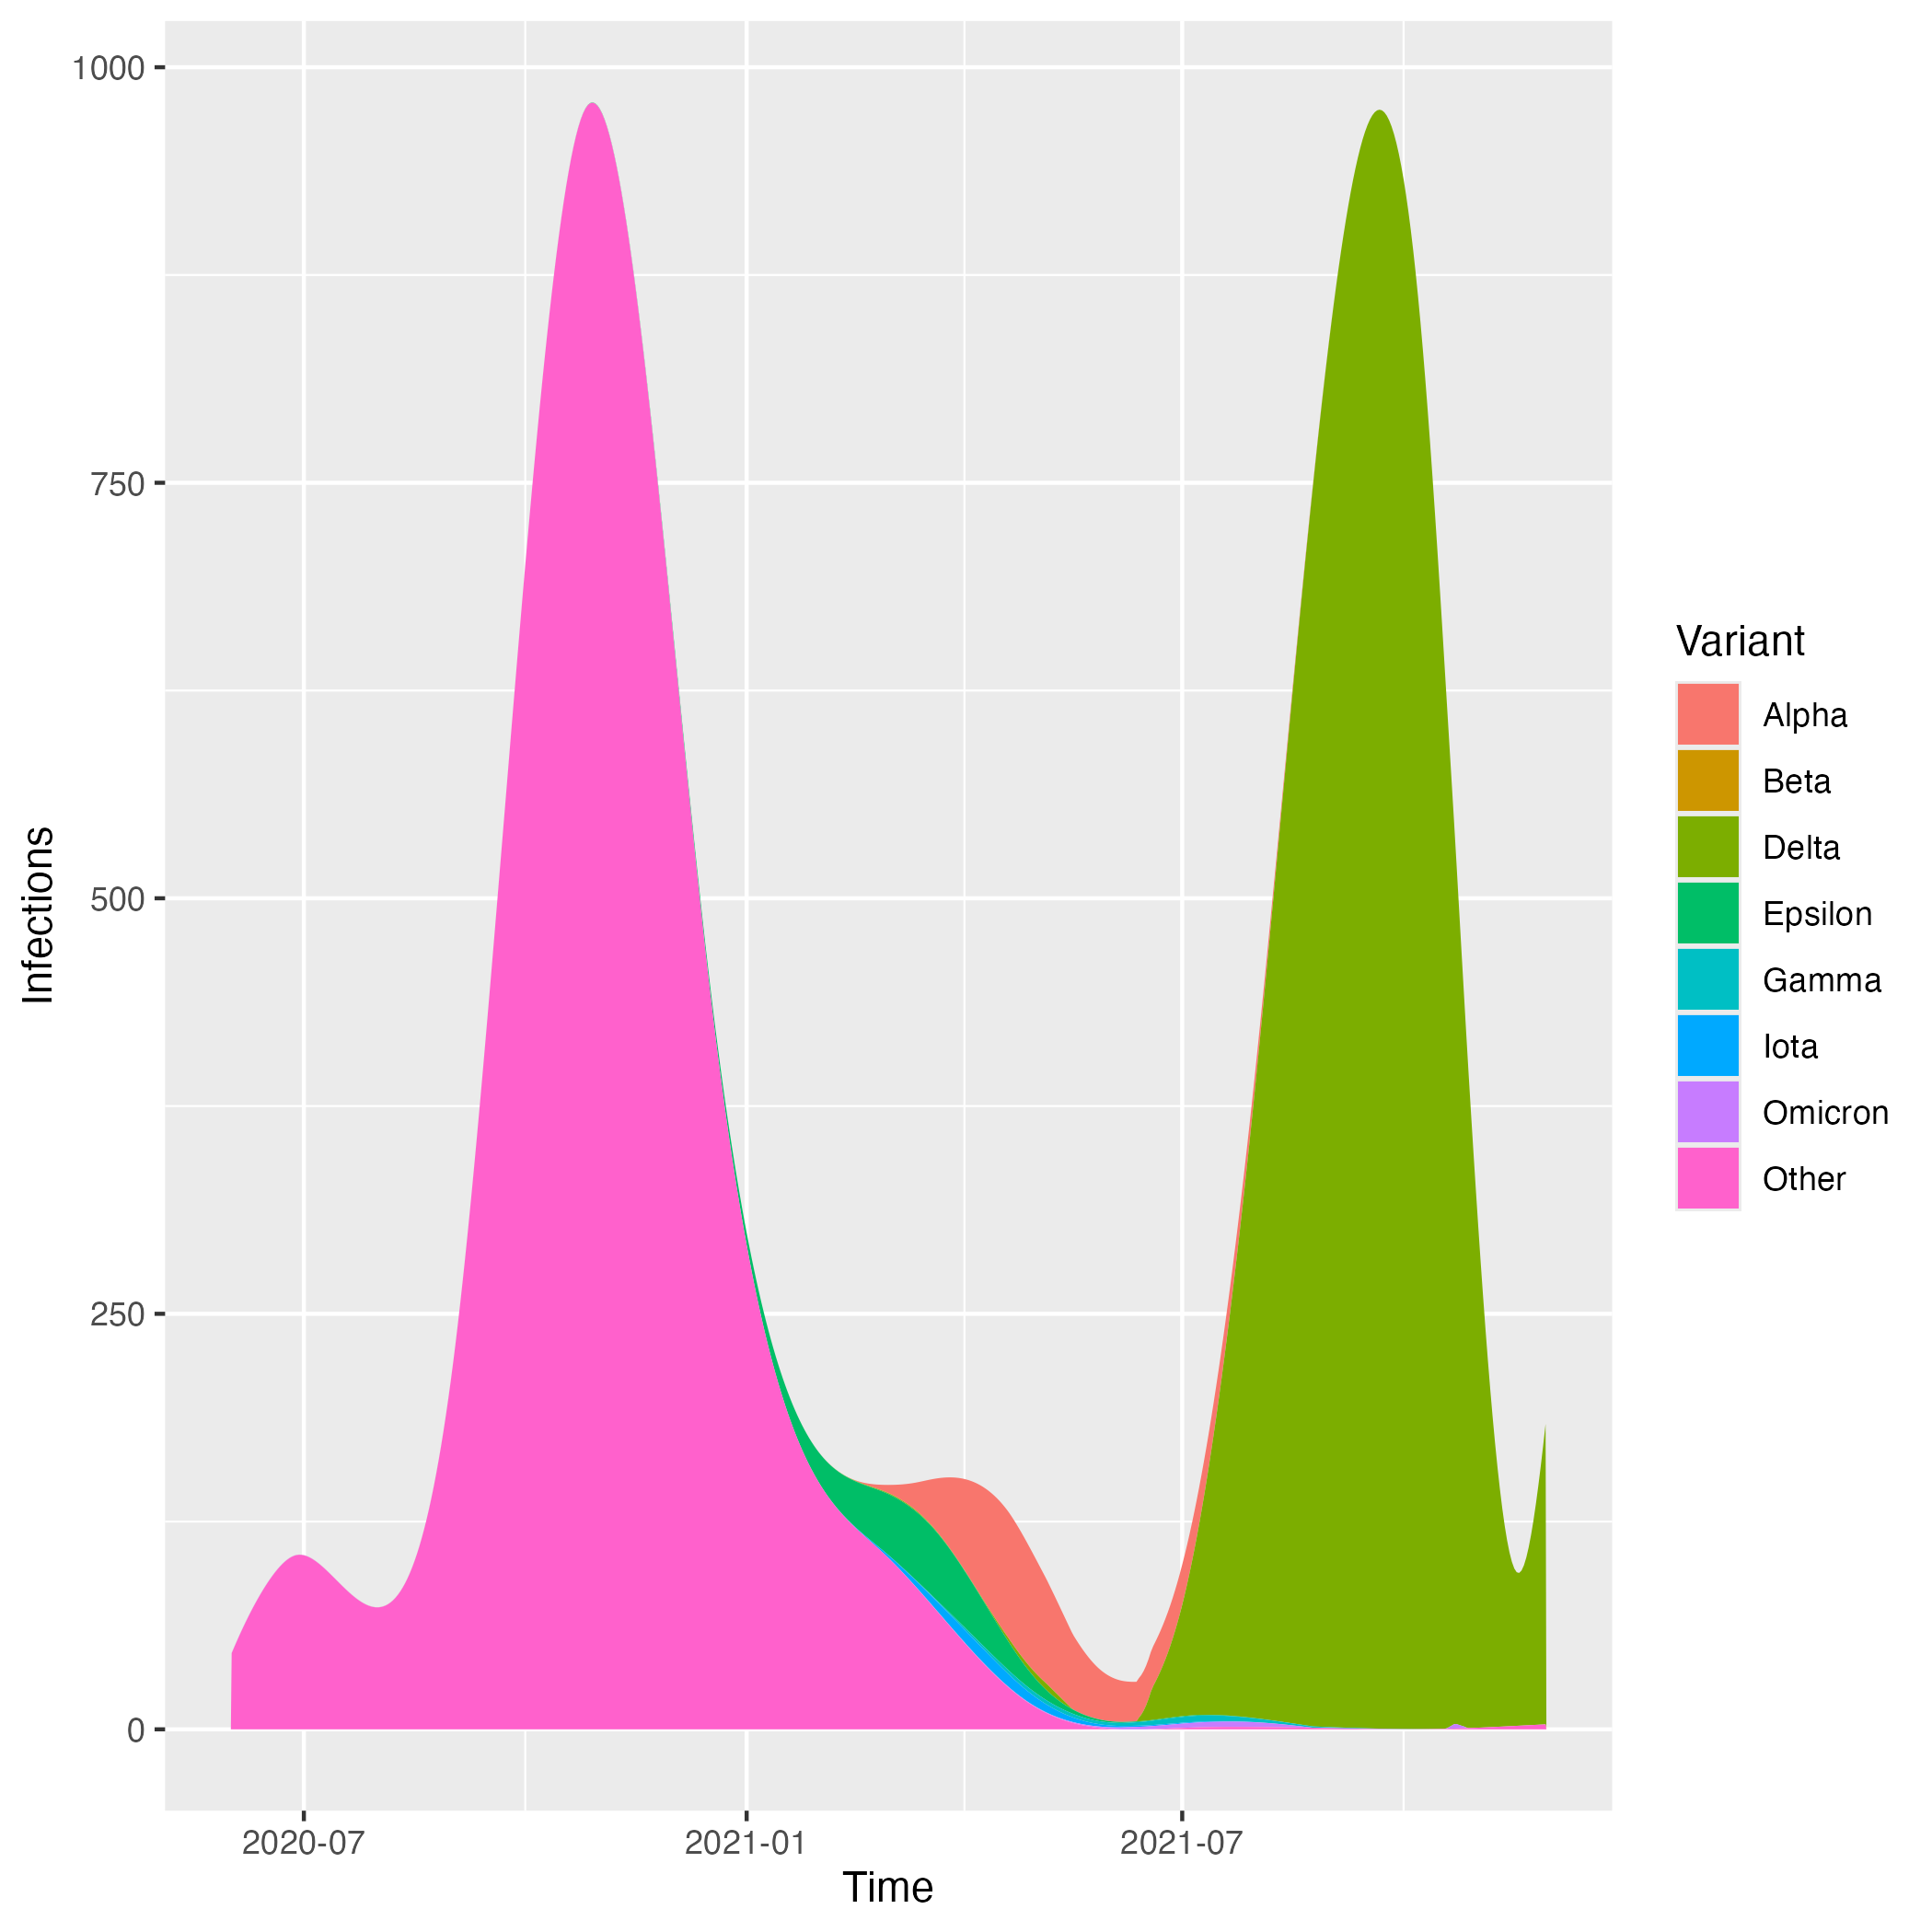 1000
750
500
250
0
Infections
2020-07
2021-01
2021-07
Time
Variant
Alpha
Beta
Delta
Epsilon
Gamma
Iota
Omicron
Other